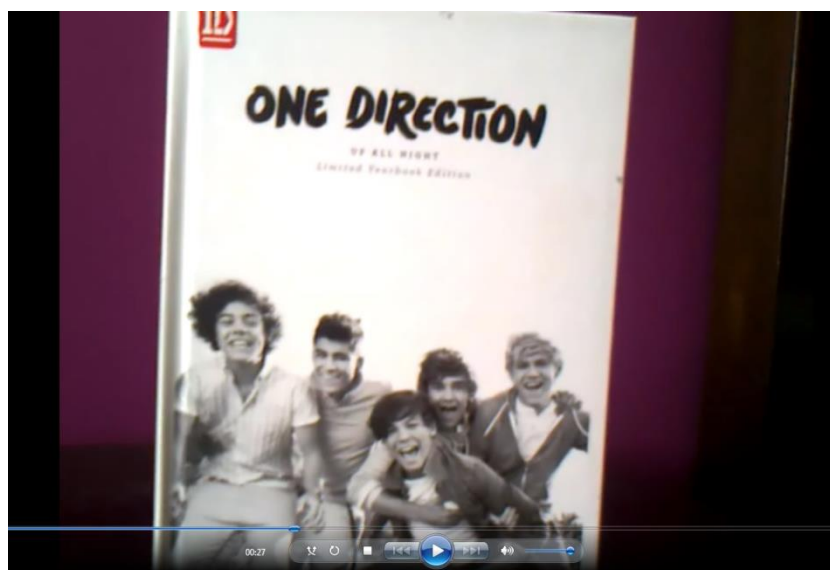 1D
ONE DIRECTION
UP ALL NIGHT
Limited Yearbook Edition
00:27